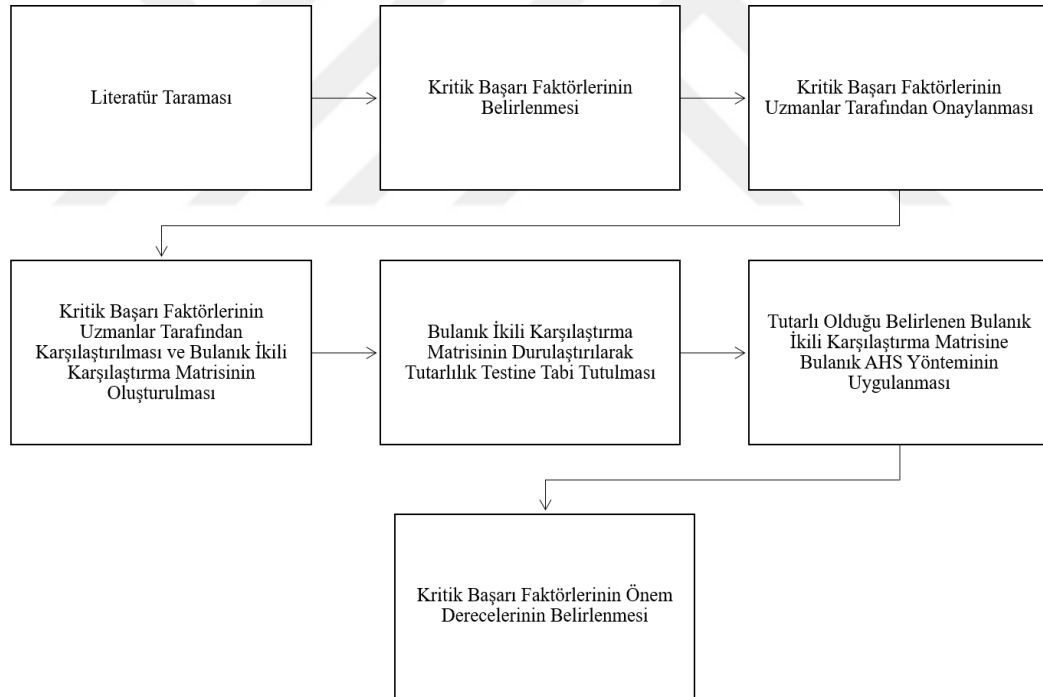 Literatür Taraması
Kritik Başarı Faktörlerinin
Belirlenmesi
Kritik Başarı Faktörlerinin
Uzmanlar Tarafından Onaylanması
Kritik Başarı Faktörlerinin
Uzmanlar Tarafından
Karşılaştırılması ve Bulanık İkili
Karşılaştırma Matrisinin
Oluşturulması
Bulanık İkili Karşılaştırma
Matrisinin Durulaştırılarak
Tutarlılık Testine Tabi Tutulması
Tutarlı Olduğu Belirlenen Bulanık
İkili Karşılaştırma Matrisine
Bulanık AHS Yönteminin
Uygulanması
Kritik Başarı Faktörlerinin Önem
Derecelerinin Belirlenmesi